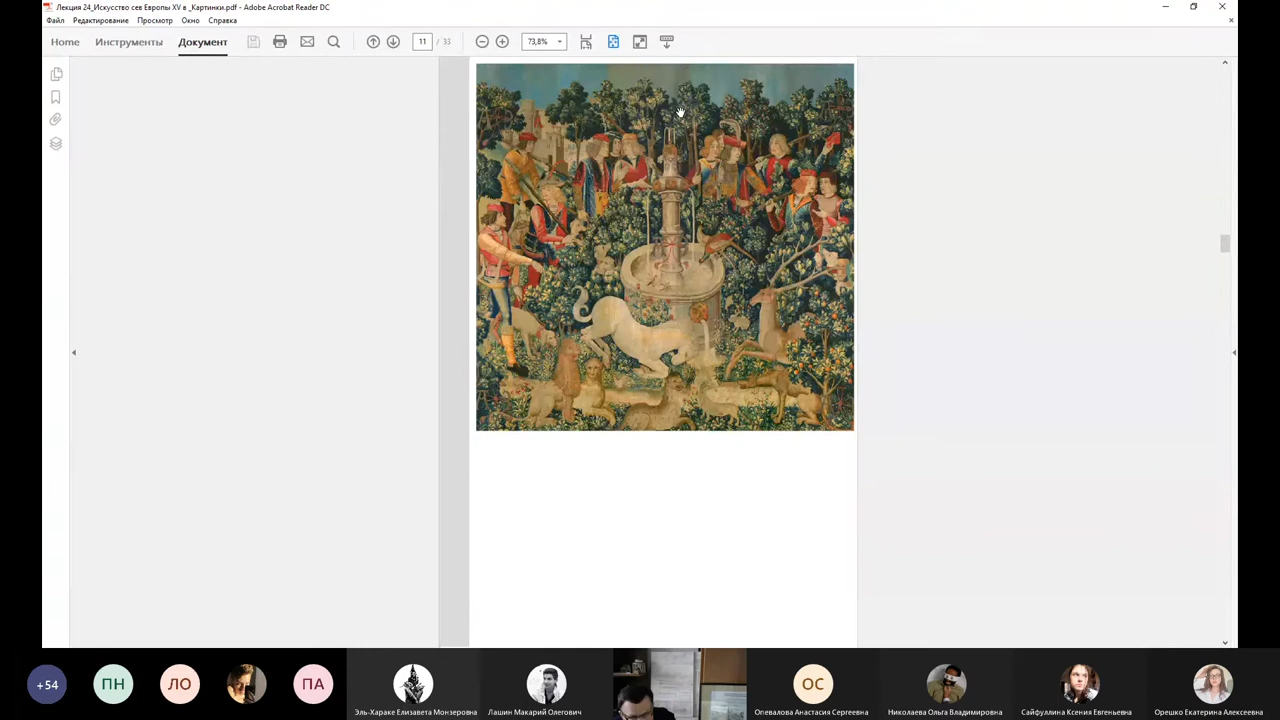 Лекция 24_Искусство сев Европы XV в _Картинки.pdf - Adobe Acrobat Reader DC
Файл Редактирование Просмотр Окно Справка
Home Инструменты Документ 11 / 33 73,8%
+54 ПН ЛО ПА ОС
Эль-Хараке Елизавета Монзеровна Лашин Макарий Олегович Опевалова Анастасия Сергеевна Николаева Ольга Владимировна Сайфуллина Ксения Евгеньевна Орешко Екатерина Алексеевна